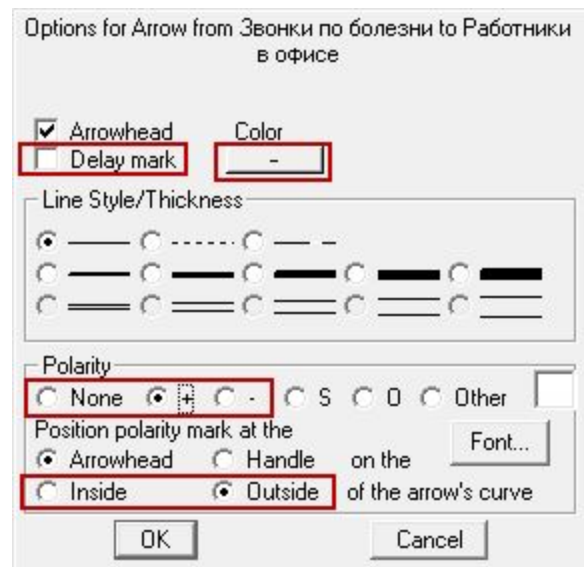 Options for Arrow from Звонки по болезни to Работники
в офисе
Arrowhead Color
Delay mark -
Line Style/Thickness
Polarity
None + - S O Other
Position polarity mark at the
Font...
Arrowhead Handle on the
Inside Outside of the arrow's curve
OK Cancel